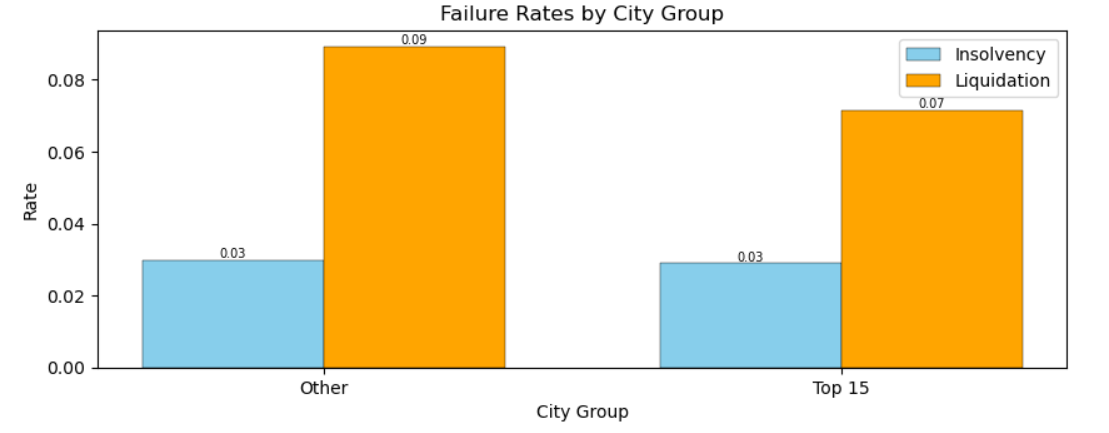 Failure Rates by City Group
0.09
Insolvency
Liquidation
0.08
0.07
0.06
Rate
0.04
0.03
0.03
0.02
0.00
Other
Top 15
City Group